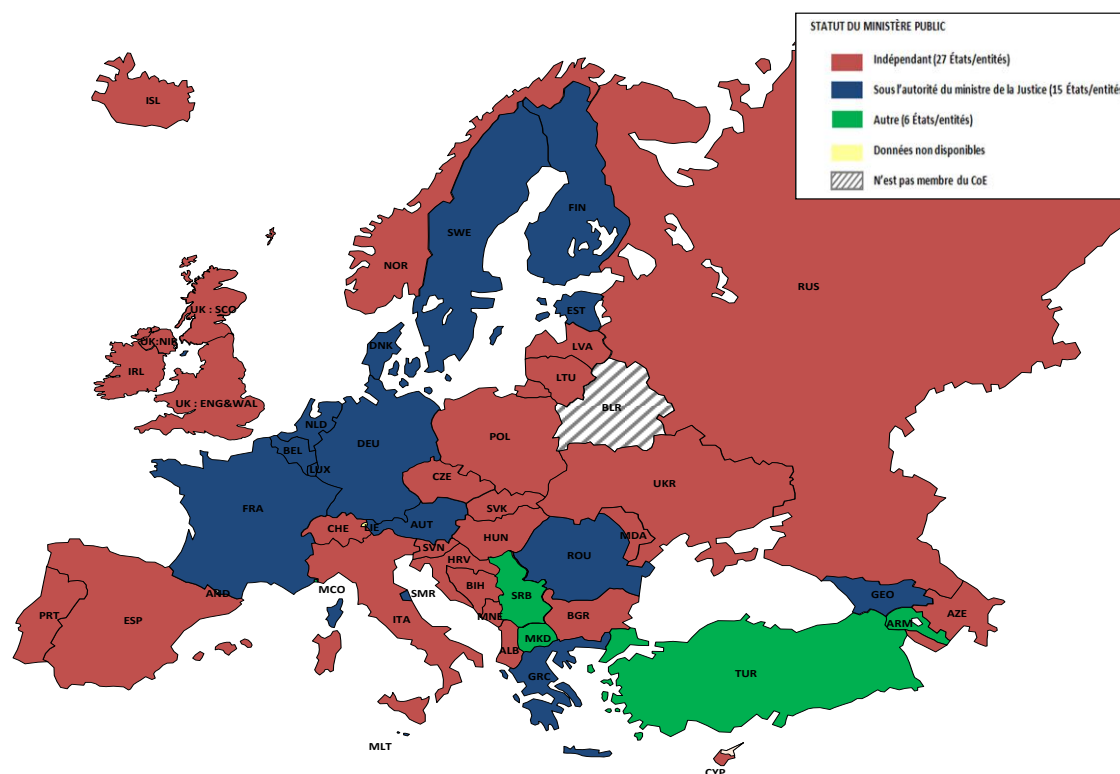 STATUT DU MINISTÈRE PUBLIC
Indépendant (27 États/entités)
Sous l'autorité du ministre de la Justice (15 États/entités
Autre (6 États/entités)
Données non disponibles
N'est pas membre du CoE
ISL
FIN
SWE
NOR
RUS
UK : SCO
EST
UK:NIR
DNK
LVA
IRL
LTU
UK : ENG&WAL
BLR
NLD
POL
DEU
BEL
LUX
CZE
UKR
FRA
SVK
CHE
LIE
AUT
MDA
HUN
SVN
ROU
HRV
BIH
AND
MCO
SMR
SRB
GEO
PRT
ESP
ITA
MNE
BGR
AZE
ARM
MKD
ALB
GRC
TUR
MLT
CYP